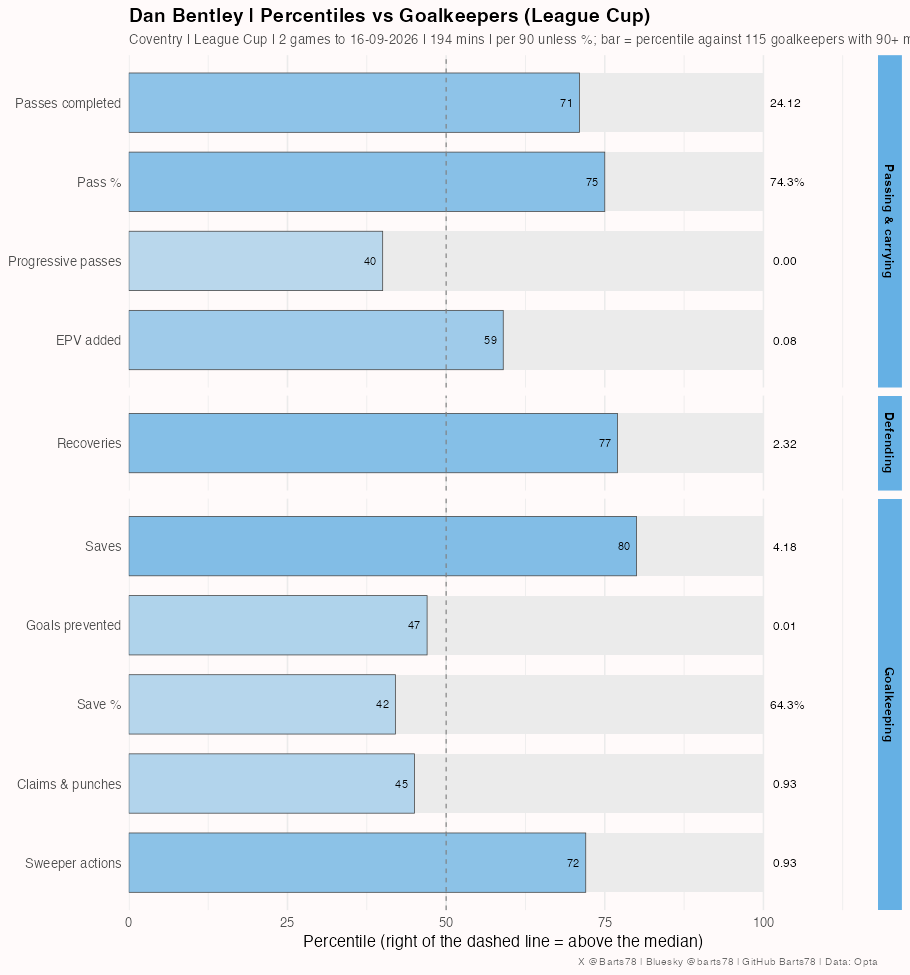 Dan Bentley | Percentiles vs Goalkeepers (League Cup)
Coventry | League Cup | 2 games to 16-09-2026 | 194 mins | per 90 unless %; bar = percentile against 115 goalkeepers with 90+ m
Passes completed 71 24.12
Pass % 75 74.3%
Progressive passes 40 0.00
EPV added 59 0.08
Passing & carrying
Recoveries 77 2.32
Defending
Saves 80 4.18
Goals prevented 47 0.01
Save % 42 64.3%
Claims & punches 45 0.93
Sweeper actions 72 0.93
Goalkeeping
0 25 50 75 100
Percentile (right of the dashed line = above the median)
X @Barts78 | Bluesky @barts78 | GitHub Barts78 | Data: Opta